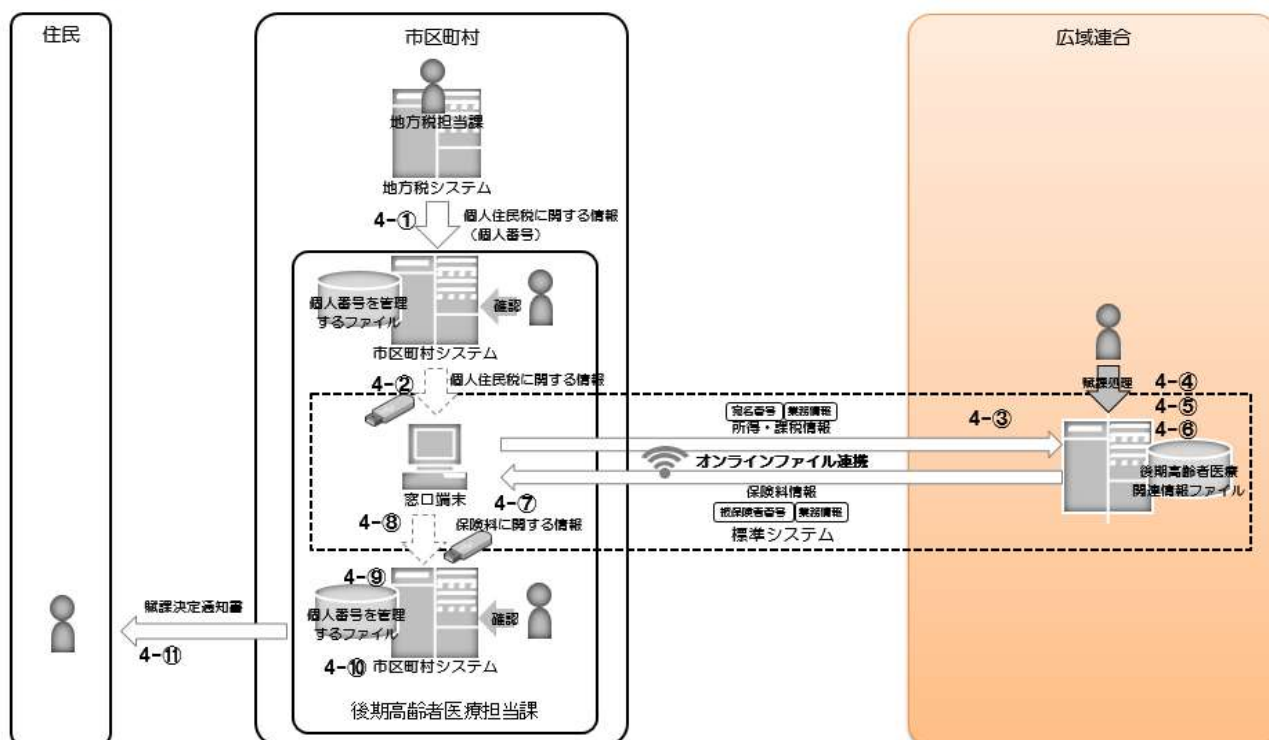 住民
市区町村
広域連合
地方税担当課
地方税システム
4-①
個人住民税に関する情報
（個人番号）
個人番号を管理
するファイル
確認
市区町村システム
4-②
個人住民税に関する情報
賦課処理
4-④
4-⑤
4-⑥
宛名番号 業務情報
所得・課税情報
4-③
オンラインファイル連携
後期高齢者医療
関連情報ファイル
窓口端末
4-⑦
保険料情報
被保険者番号 業務情報
標準システム
4-⑧
保険料に関する情報
4-⑨
個人番号を管理
するファイル
確認
4-⑩
市区町村システム
賦課決定通知書
4-⑪
後期高齢者医療担当課